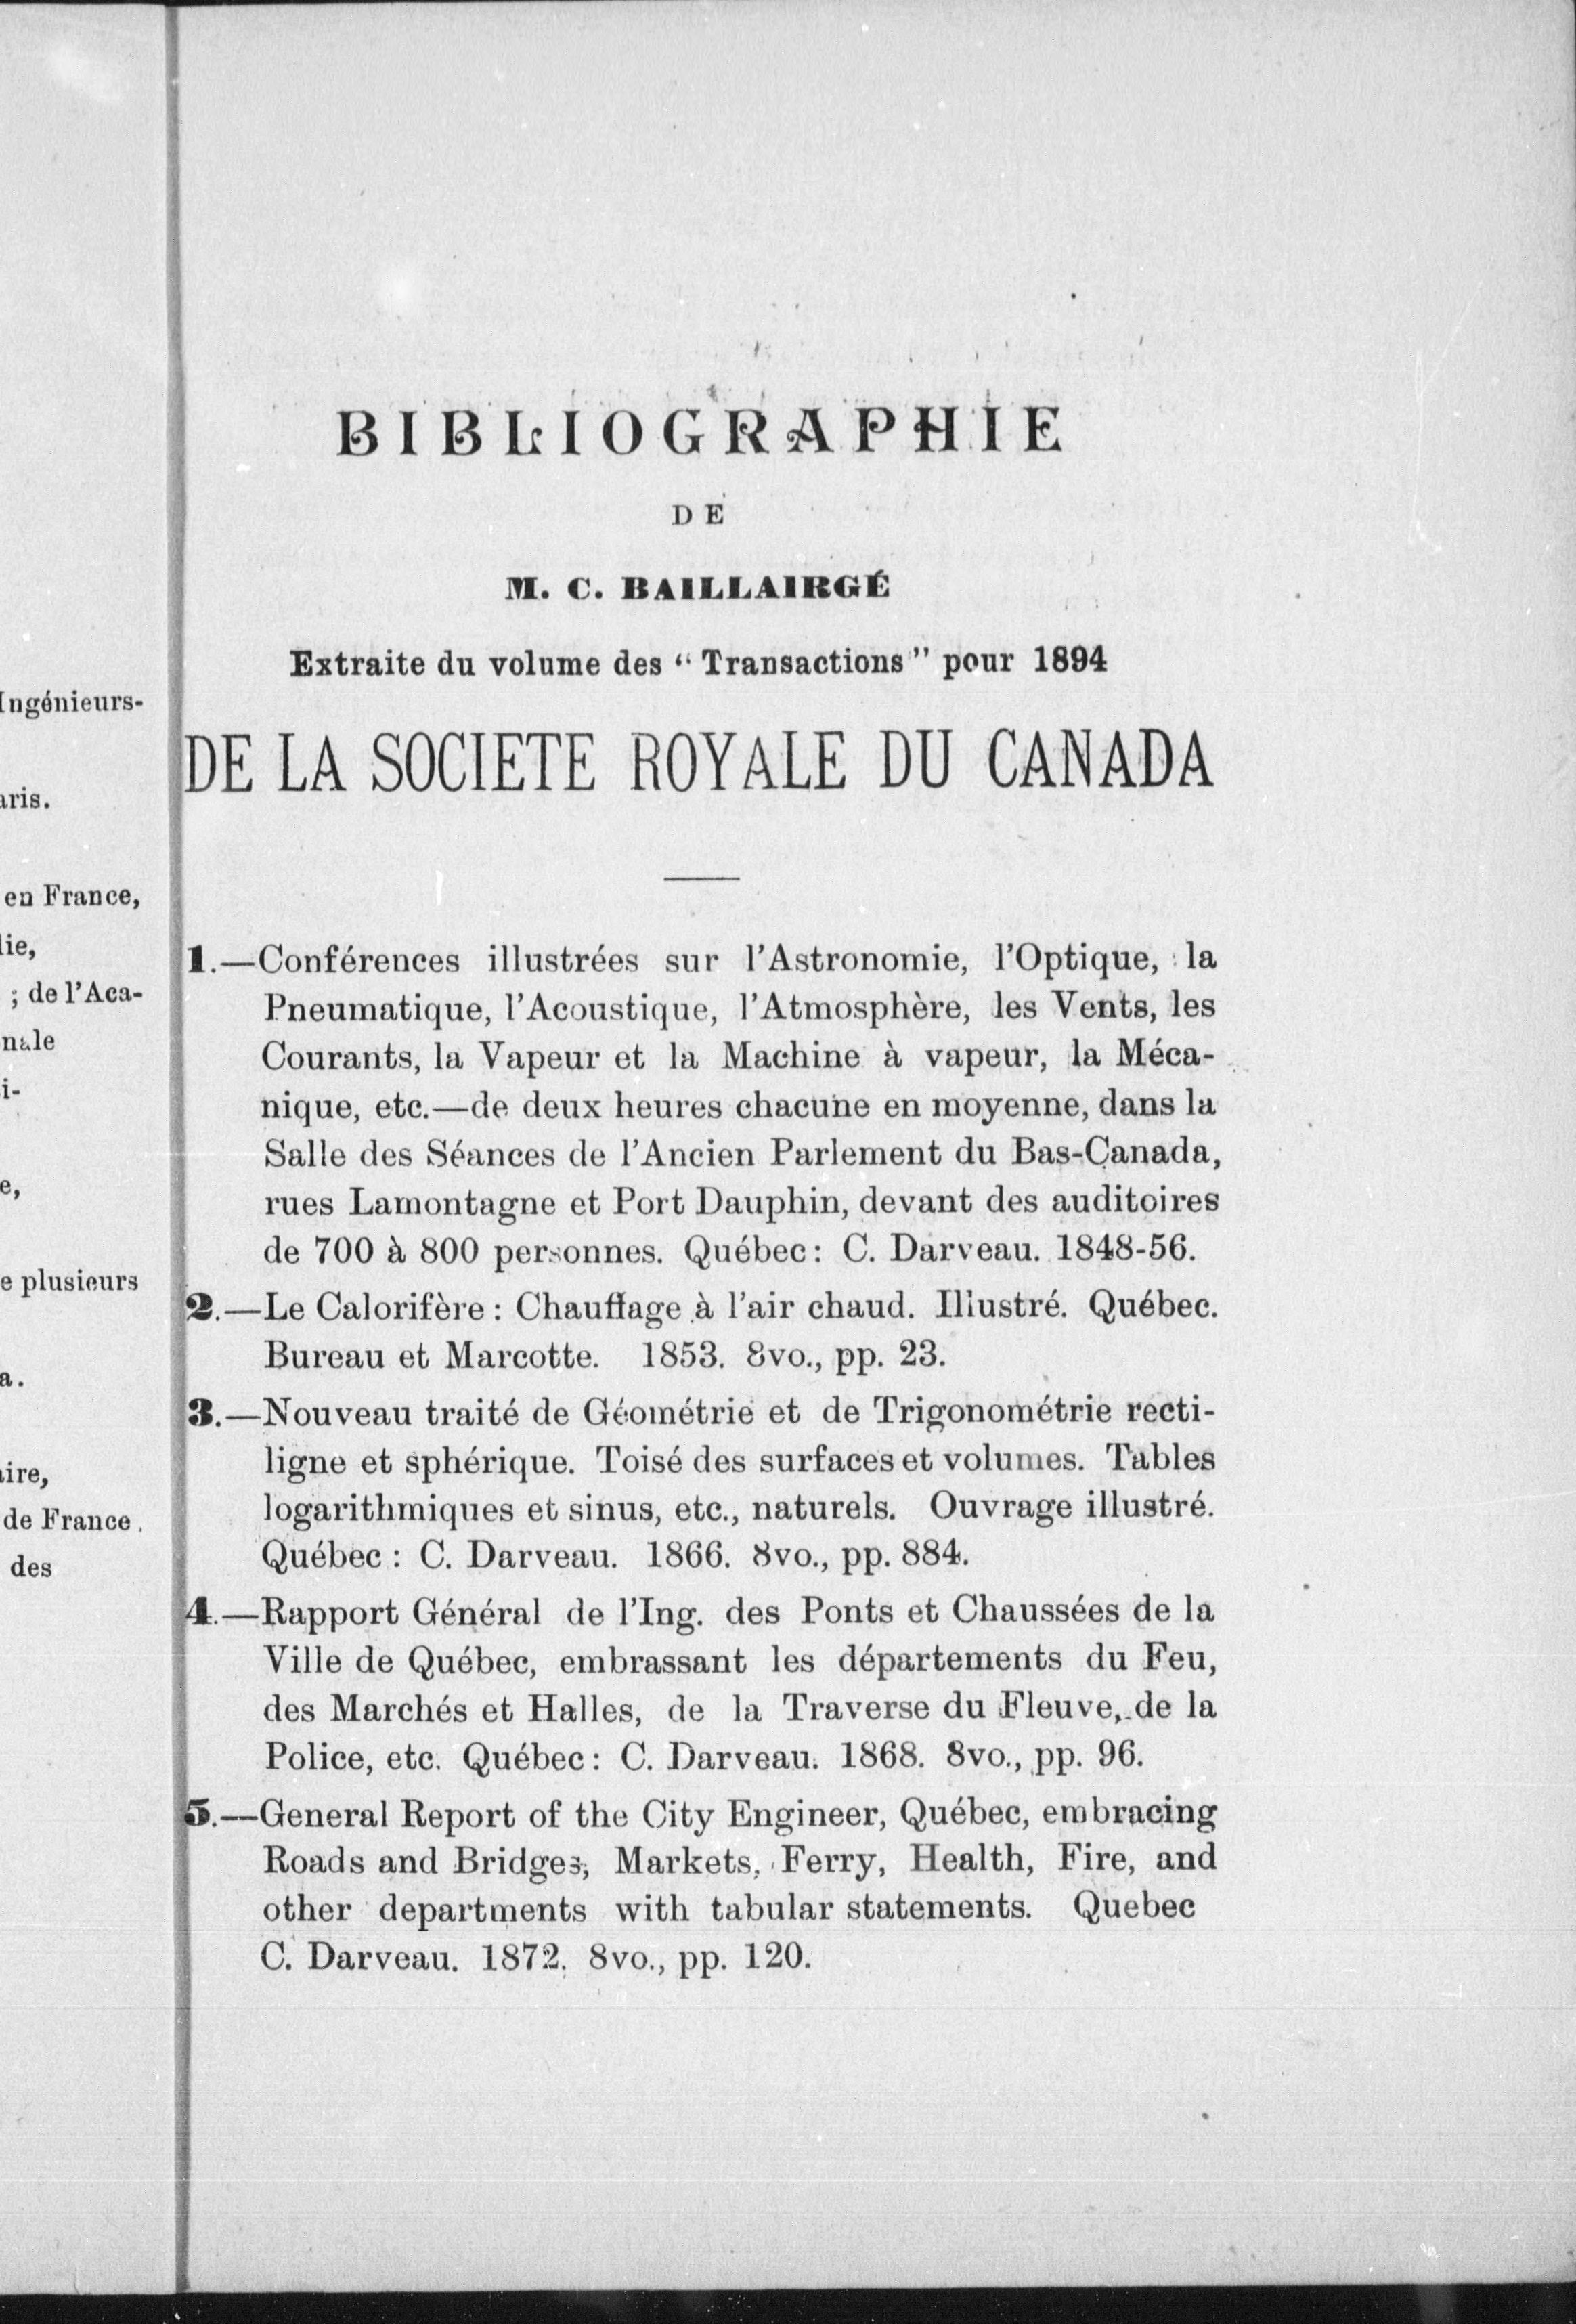 Ingénieurs-
aris.
en France,
lie,
; de l'Aca-
nale
i-
e,
e plusieurs
a.
aire,
de France.
des
BIBLIOGRAPHIE
DE
M. C. BAILLAIRGÉ
Extraite du volume des “ Transactions ” pour 1894
DE LA SOCIETE ROYALE DU CANADA
1.—Conférences illustrées sur l'Astronomie, l'Optique, la
Pneumatique, l'Acoustique, l'Atmosphère, les Vents, les
Courants, la Vapeur et la Machine à vapeur, la Méca-
nique, etc.—de deux heures chacune en moyenne, dans la
Salle des Séances de l'Ancien Parlement du Bas-Canada,
rues Lamontagne et Port Dauphin, devant des auditoires
de 700 à 800 personnes. Québec: C. Darveau. 1848-56.
2.—Le Calorifère : Chauffage à l'air chaud. Illustré. Québec.
Bureau et Marcotte. 1853. 8vo., pp. 23.
3.—Nouveau traité de Géométrie et de Trigonométrie recti-
ligne et sphérique. Toisé des surfaces et volumes. Tables
logarithmiques et sinus, etc., naturels. Ouvrage illustré.
Québec : C. Darveau. 1866. 8vo., pp. 884.
4.—Rapport Général de l'Ing. des Ponts et Chaussées de la
Ville de Québec, embrassant les départements du Feu,
des Marchés et Halles, de la Traverse du Fleuve, de la
Police, etc. Québec : C. Darveau. 1868. 8vo., pp. 96.
5.—General Report of the City Engineer, Québec, embracing
Roads and Bridges, Markets, Ferry, Health, Fire, and
other departments with tabular statements. Quebec
C. Darveau. 1872. 8vo., pp. 120.